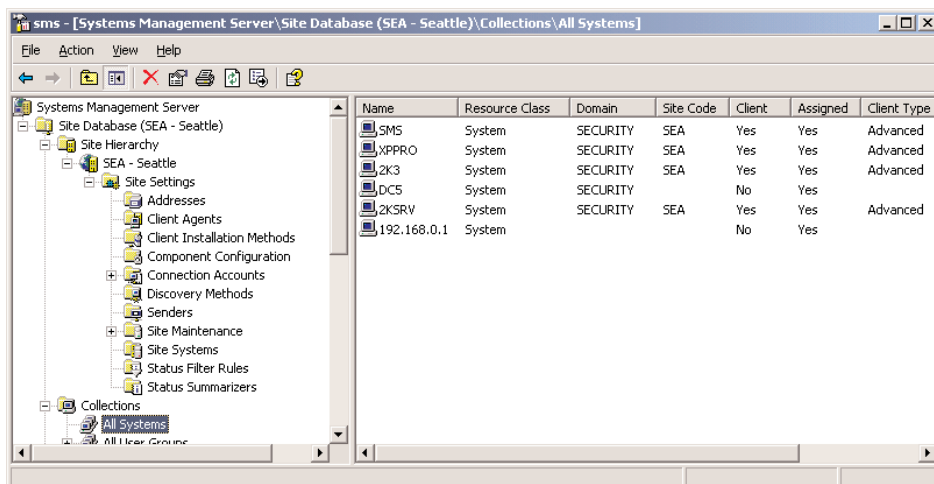 sms - [Systems Management Server\Site Database (SEA - Seattle)\Collections\All Systems]
File Action View Help
Systems Management Server
Site Database (SEA - Seattle)
Site Hierarchy
SEA - Seattle
Site Settings
Addresses
Client Agents
Client Installation Methods
Component Configuration
Connection Accounts
Discovery Methods
Senders
Site Maintenance
Site Systems
Status Filter Rules
Status Summarizers
Collections
All Systems
All User Groups
Name Resource Class Domain Site Code Client Assigned Client Type
SMS System SECURITY SEA Yes Yes Advanced
XPPRO System SECURITY SEA Yes Yes Advanced
2K3 System SECURITY SEA Yes Yes Advanced
DC5 System SECURITY No Yes
2KSRV System SECURITY SEA Yes Yes Advanced
192.168.0.1 System No Yes